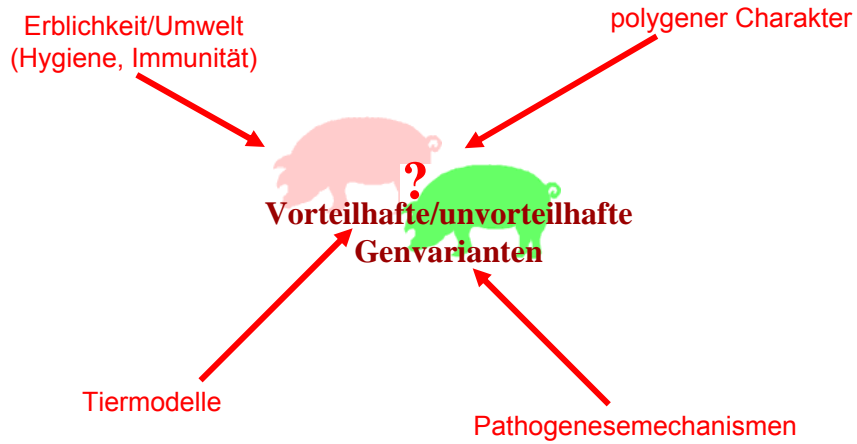 Erblichkeit/Umwelt
(Hygiene, Immunität)
polygener Charakter
?
Vorteilhafte/unvorteilhafte
Genvarianten
Tiermodelle
Pathogenesemechanismen